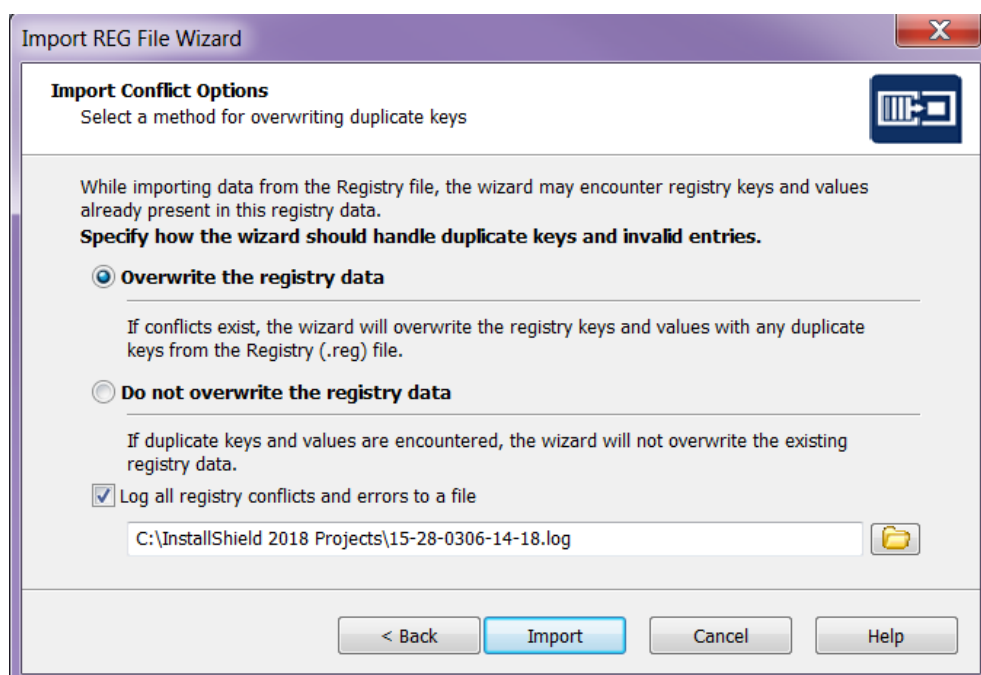 Import REG File Wizard
Import Conflict Options
Select a method for overwriting duplicate keys
While importing data from the Registry file, the wizard may encounter registry keys and values
already present in this registry data.
Specify how the wizard should handle duplicate keys and invalid entries.
Overwrite the registry data
If conflicts exist, the wizard will overwrite the registry keys and values with any duplicate
keys from the Registry (.reg) file.
Do not overwrite the registry data
If duplicate keys and values are encountered, the wizard will not overwrite the existing
registry data.
Log all registry conflicts and errors to a file
C:\InstallShield 2018 Projects\15-28-0306-14-18.log
< Back Import Cancel Help